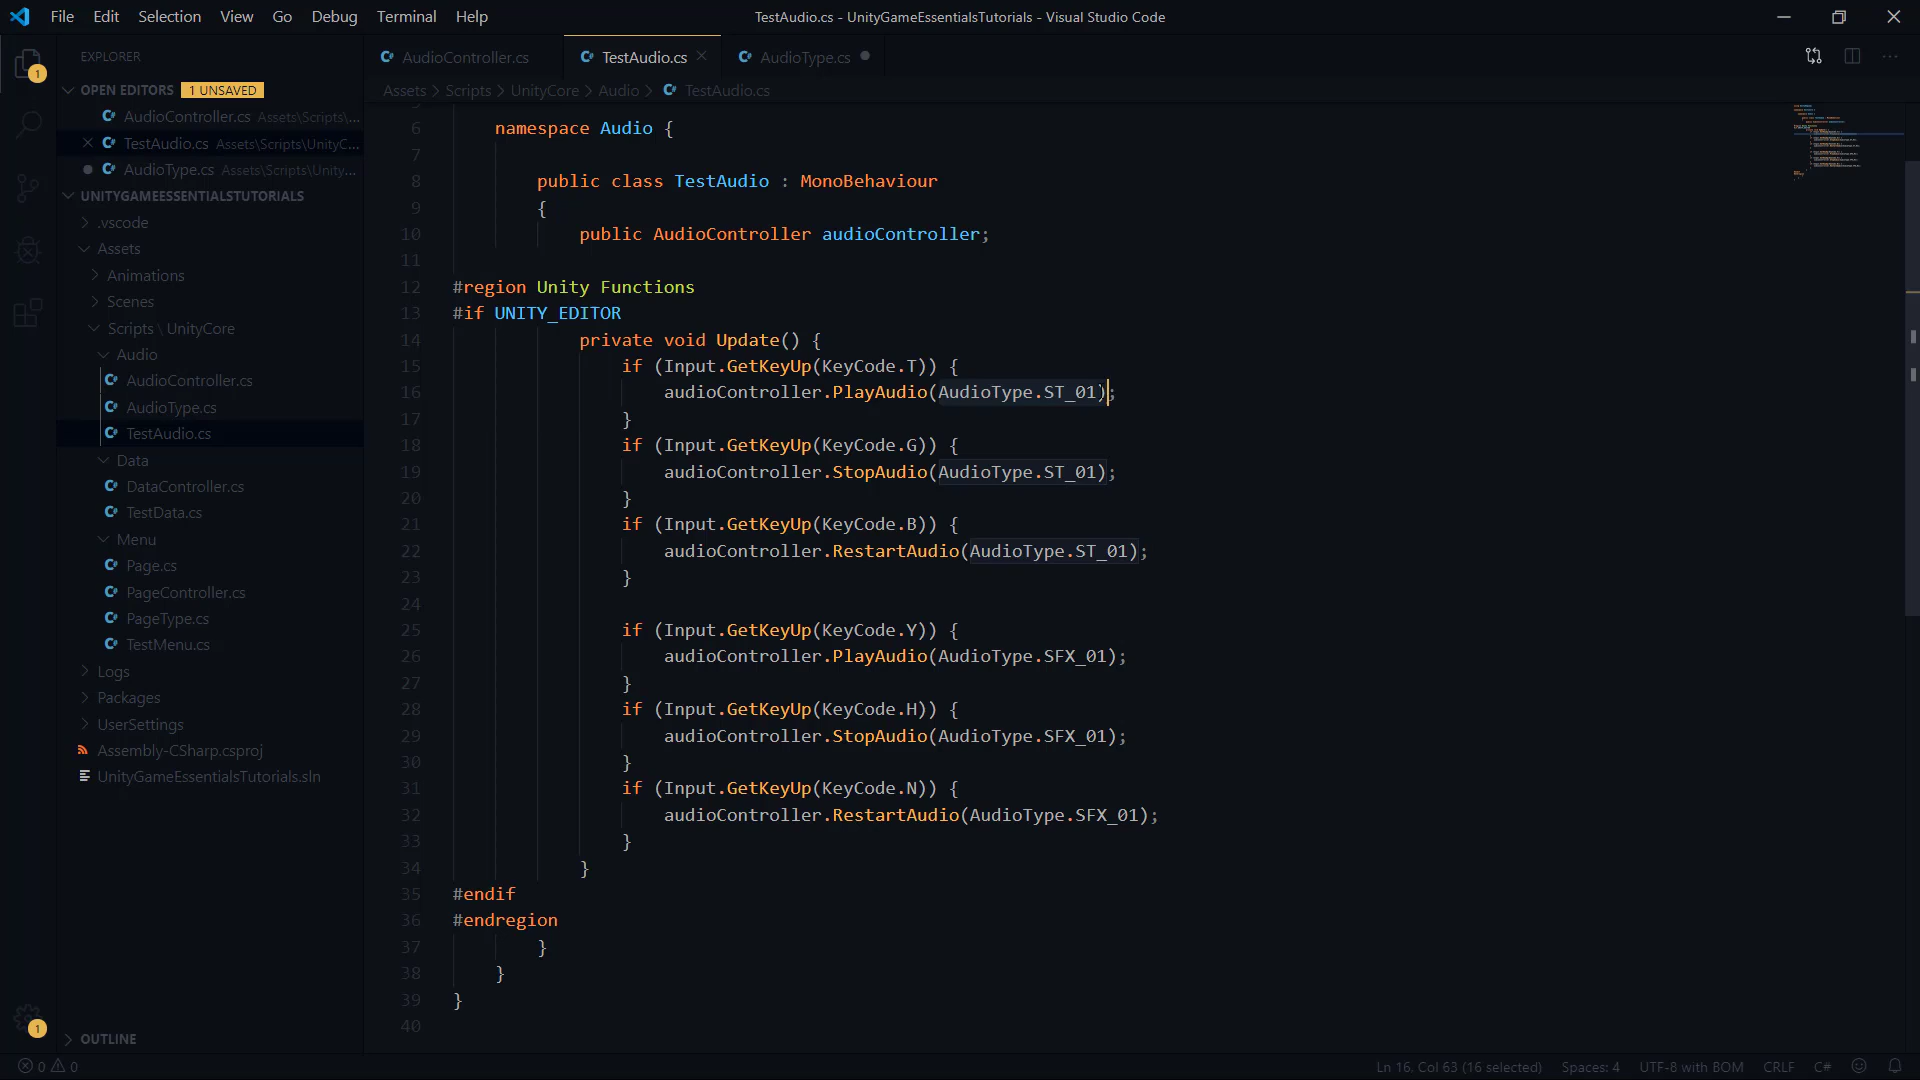 File Edit Selection View Go Debug Terminal Help
TestAudio.cs - UnityGameEssentialsTutorials - Visual Studio Code
EXPLORER
OPEN EDITORS 1 UNSAVED
AudioController.cs Assets\Scripts\...
TestAudio.cs Assets\Scripts\UnityC...
AudioType.cs Assets\Scripts\Unity...
UNITYGAMEESSENTIALSTUTORIALS
.vscode
Assets
Animations
Scenes
Scripts \ UnityCore
Audio
AudioController.cs
AudioType.cs
TestAudio.cs
Data
DataController.cs
TestData.cs
Menu
Page.cs
PageController.cs
PageType.cs
TestMenu.cs
Logs
Packages
UserSettings
Assembly-CSharp.csproj
UnityGameEssentialsTutorials.sln
OUTLINE
1
1
AudioController.cs TestAudio.cs AudioType.cs
Assets > Scripts > UnityCore > Audio > TestAudio.cs
6 namespace Audio {
7
8 public class TestAudio : MonoBehaviour
9 {
10 public AudioController audioController;
11
12 #region Unity Functions
13 #if UNITY_EDITOR
14 private void Update() {
15 if (Input.GetKeyUp(KeyCode.T)) {
16 audioController.PlayAudio(AudioType.ST_01);
17 }
18 if (Input.GetKeyUp(KeyCode.G)) {
19 audioController.StopAudio(AudioType.ST_01);
20 }
21 if (Input.GetKeyUp(KeyCode.B)) {
22 audioController.RestartAudio(AudioType.ST_01);
23 }
24
25 if (Input.GetKeyUp(KeyCode.Y)) {
26 audioController.PlayAudio(AudioType.SFX_01);
27 }
28 if (Input.GetKeyUp(KeyCode.H)) {
29 audioController.StopAudio(AudioType.SFX_01);
30 }
31 if (Input.GetKeyUp(KeyCode.N)) {
32 audioController.RestartAudio(AudioType.SFX_01);
33 }
34 }
35 #endif
36 #endregion
37 }
38 }
39 }
40
0 0 Ln 16, Col 63 (16 selected) Spaces: 4 UTF-8 with BOM CRLF C#